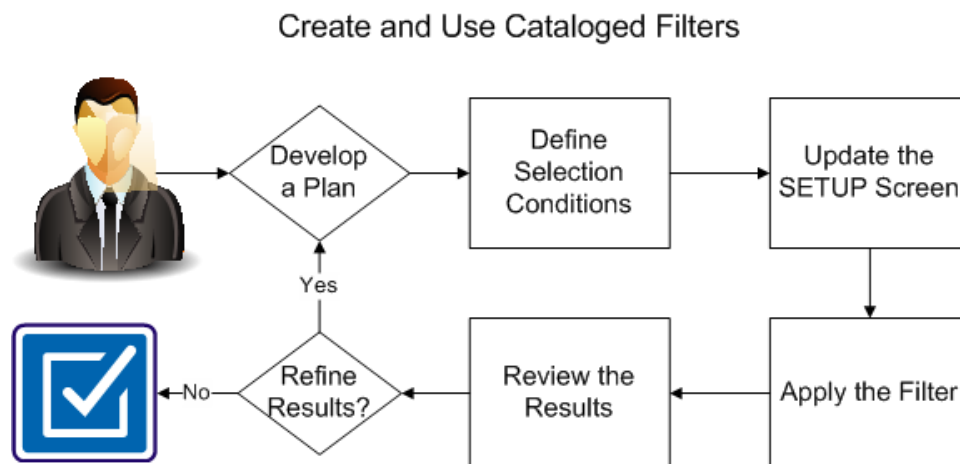 Create and Use Cataloged Filters
Develop
a Plan
Define
Selection
Conditions
Update the
SETUP Screen
Yes
No
Refine
Results?
Review the
Results
Apply the Filter